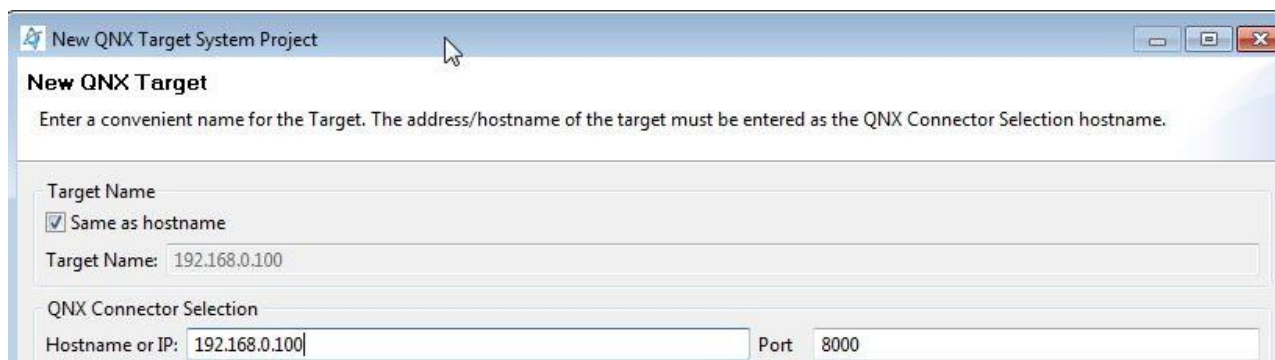 New QNX Target System Project
New QNX Target
Enter a convenient name for the Target. The address/hostname of the target must be entered as the QNX Connector Selection hostname.
Target Name
Same as hostname
Target Name: 192.168.0.100
QNX Connector Selection
Hostname or IP: 192.168.0.100 Port 8000